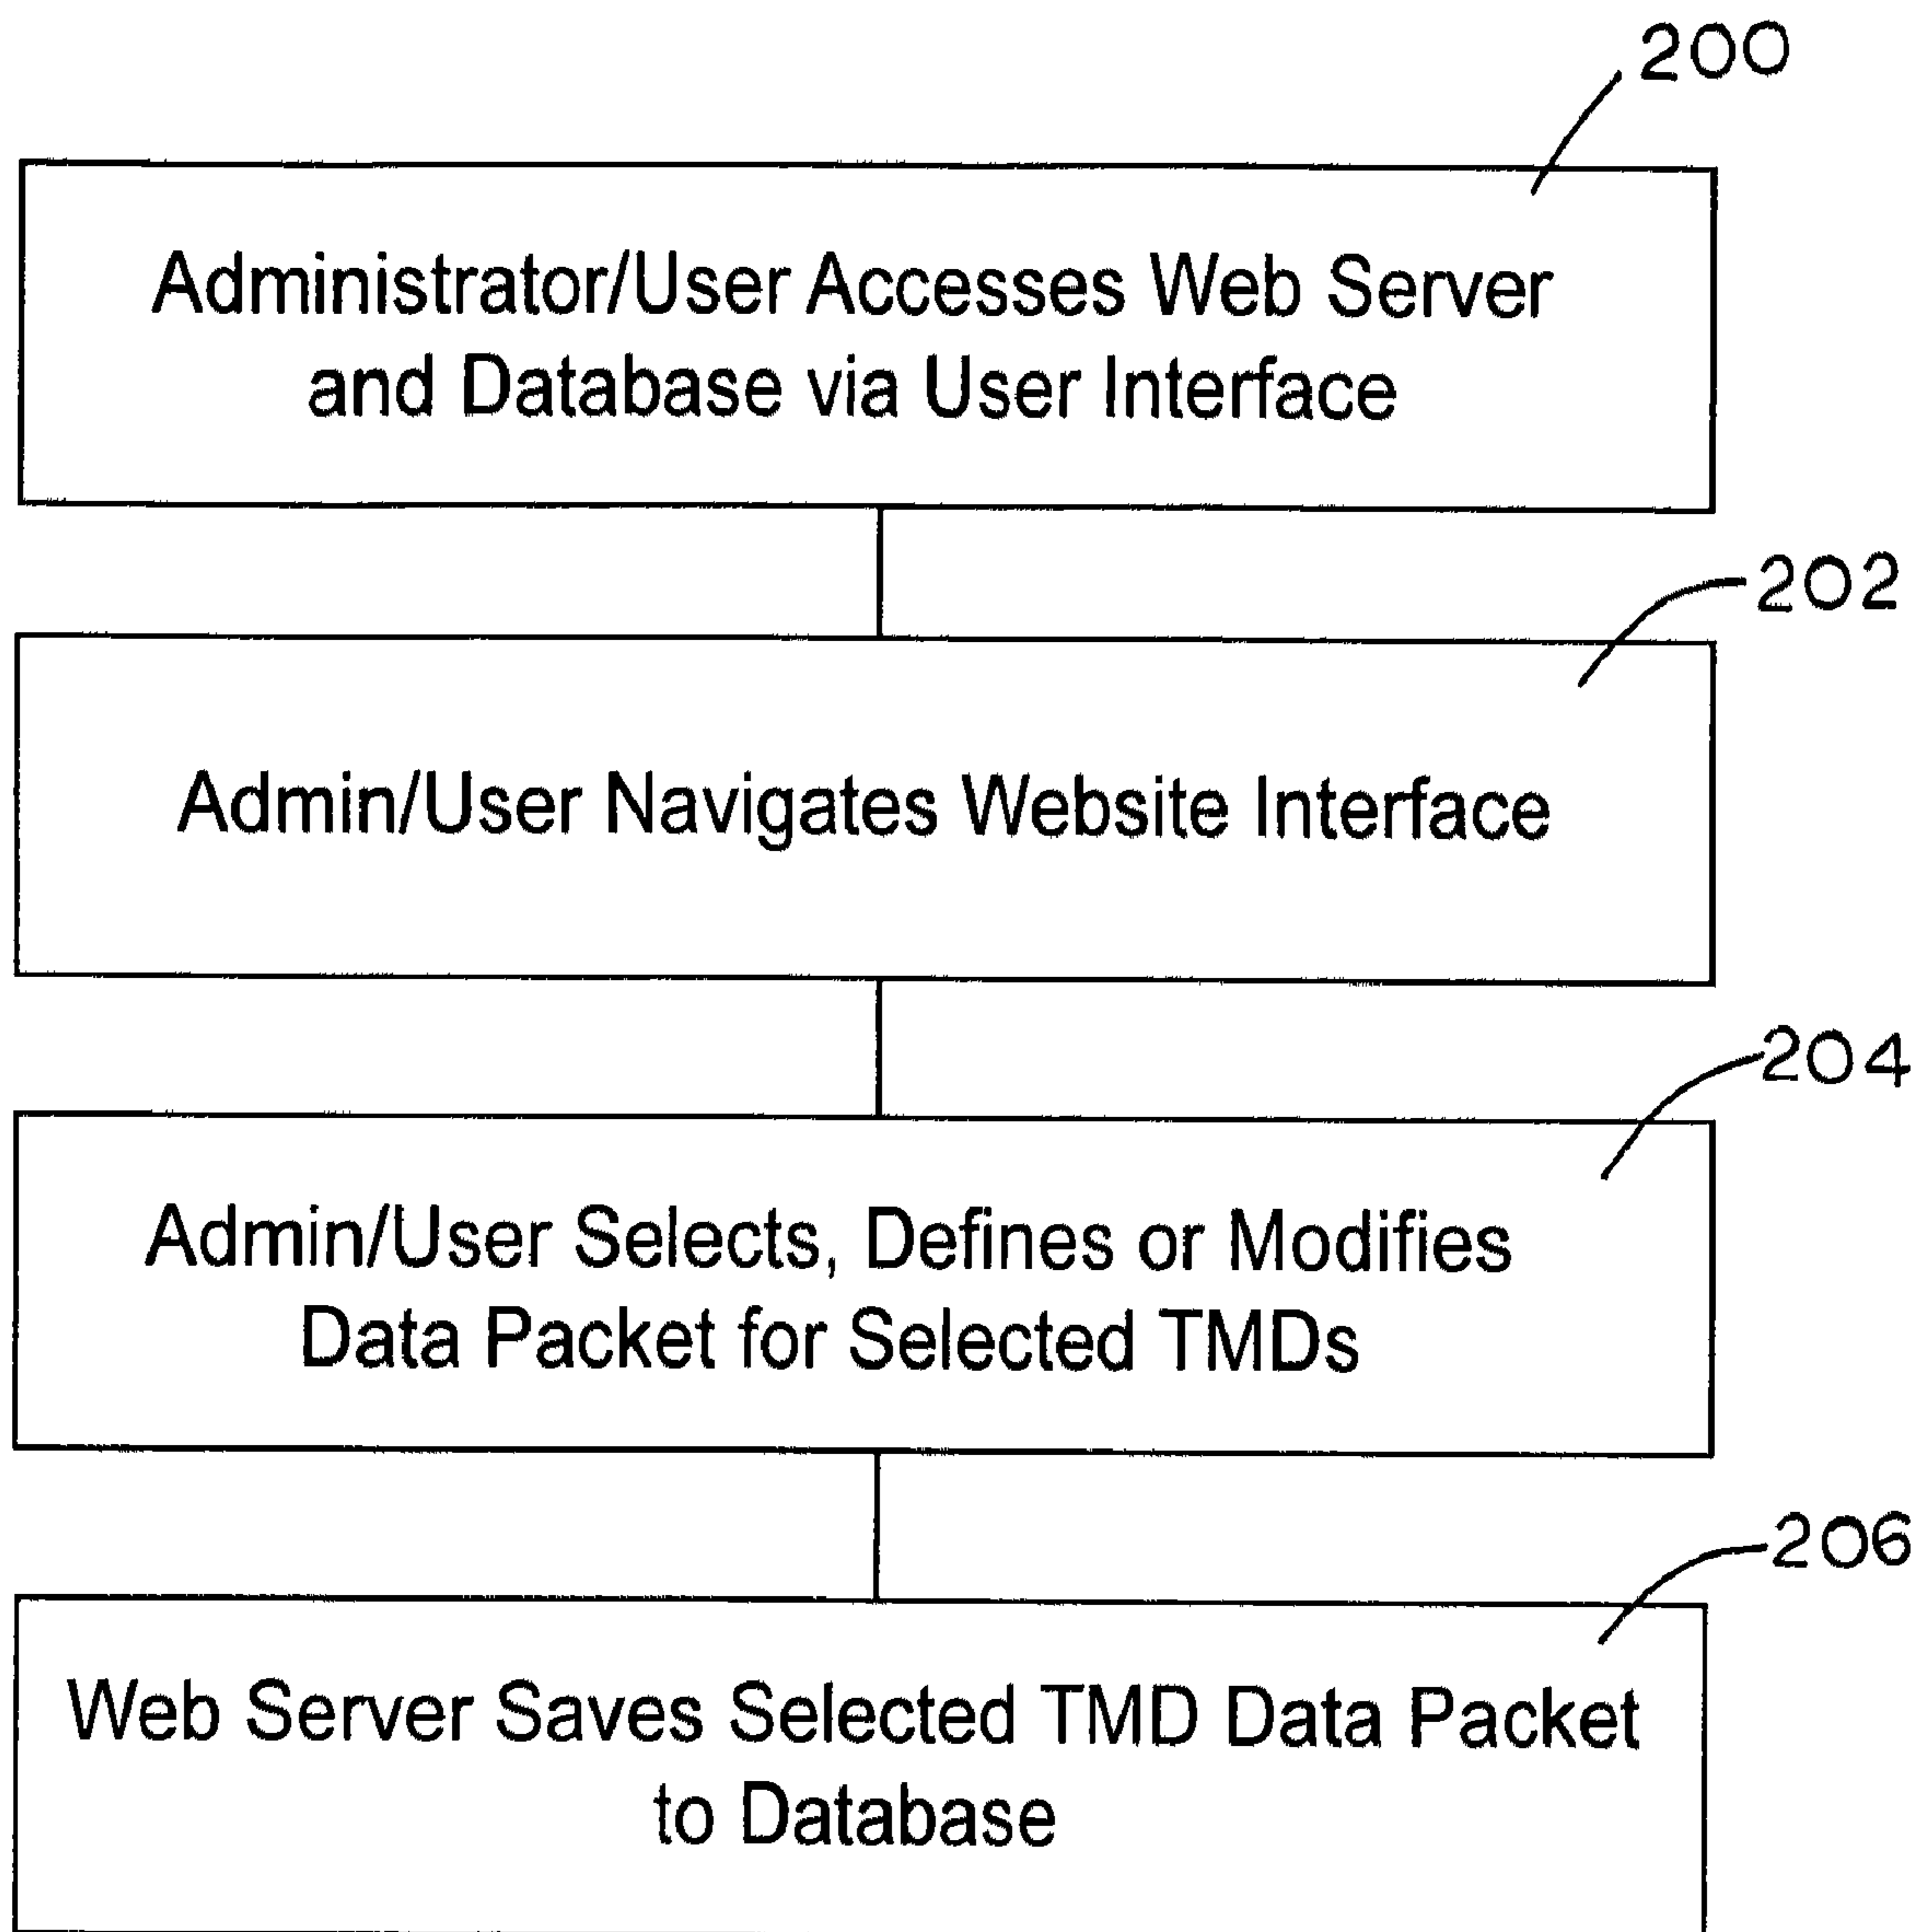 200
Administrator/User Accesses Web Server
and Database via User Interface
202
Admin/User Navigates Website Interface
204
Admin/User Selects, Defines or Modifies
Data Packet for Selected TMDs
206
Web Server Saves Selected TMD Data Packet
to Database